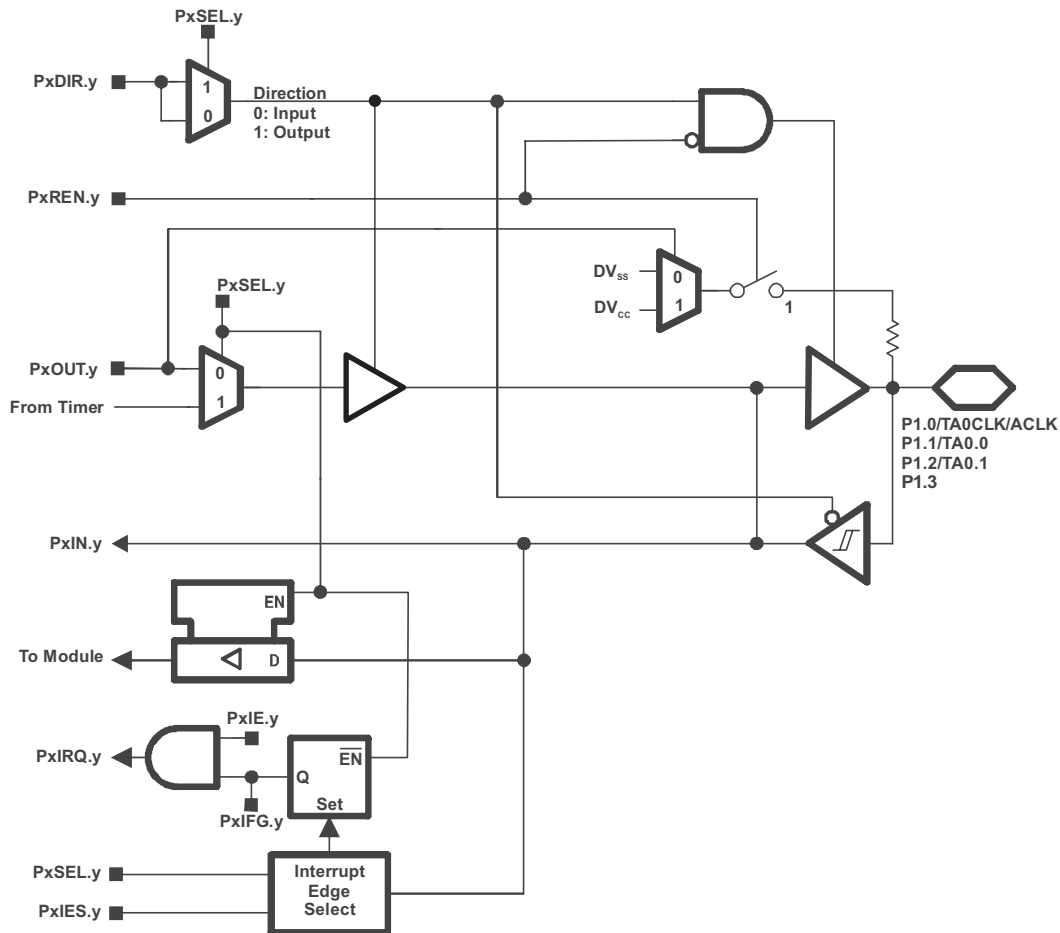 PxSEL.y
PxDIR.y
1
0
Direction
0: Input
1: Output
PxREN.y
DVSS
DVCC
0
1
1
PxSEL.y
PxOUT.y
0
1
From Timer
P1.0/TA0CLK/ACLK
P1.1/TA0.0
P1.2/TA0.1
P1.3
PxIN.y
EN
To Module
D
PxIE.y
PxIRQ.y
EN
Q
Set
PxIFG.y
PxSEL.y
PxIES.y
Interrupt
Edge
Select